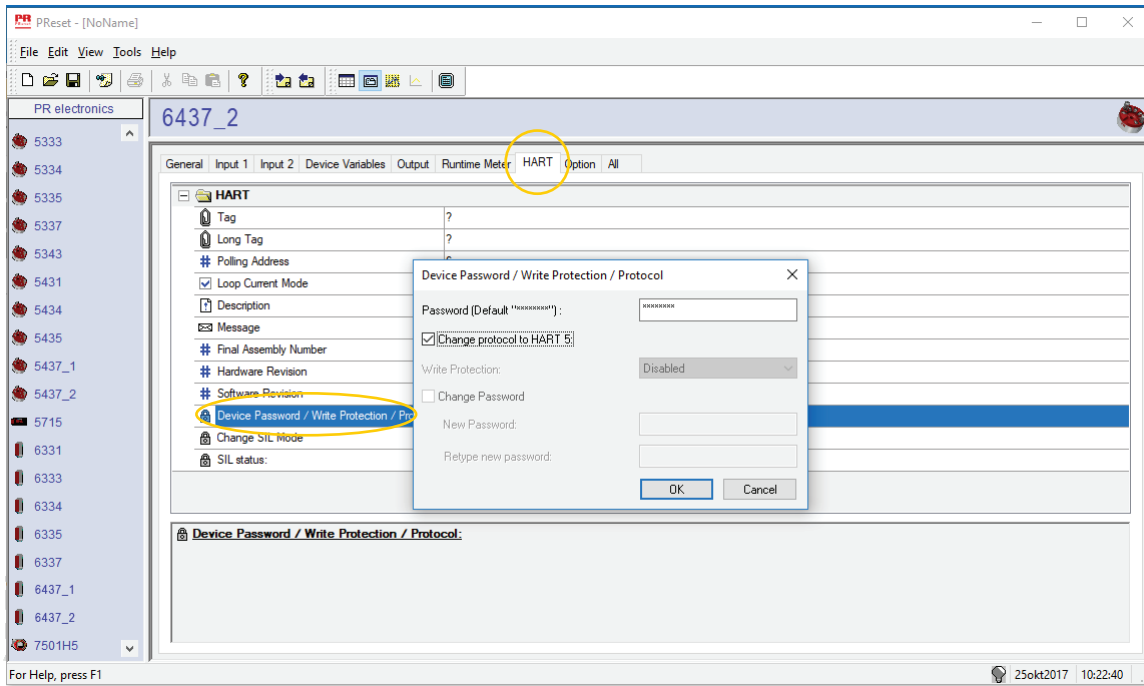 PR
PReset - [NoName]
File Edit View Tools Help
PR electronics
5333
5334
5335
5337
5343
5431
5434
5435
5437_1
5437_2
5715
6331
6333
6334
6335
6337
6437_1
6437_2
7501H5
6437_2
General Input 1 Input 2 Device Variables Output Runtime Meter HART Option All
HART
Tag ?
Long Tag ?
# Polling Address
Loop Current Mode
Description
Message
# Final Assembly Number
# Hardware Revision
# Software Revision
Device Password / Write Protection / Pro
Change SIL Mode
SIL status:
Device Password / Write Protection / Protocol
Password (Default "********") : ********
Change protocol to HART 5:
Write Protection: Disabled
Change Password
New Password:
Retype new password:
OK Cancel
Device Password / Write Protection / Protocol:
For Help, press F1
25okt2017 10:22:40